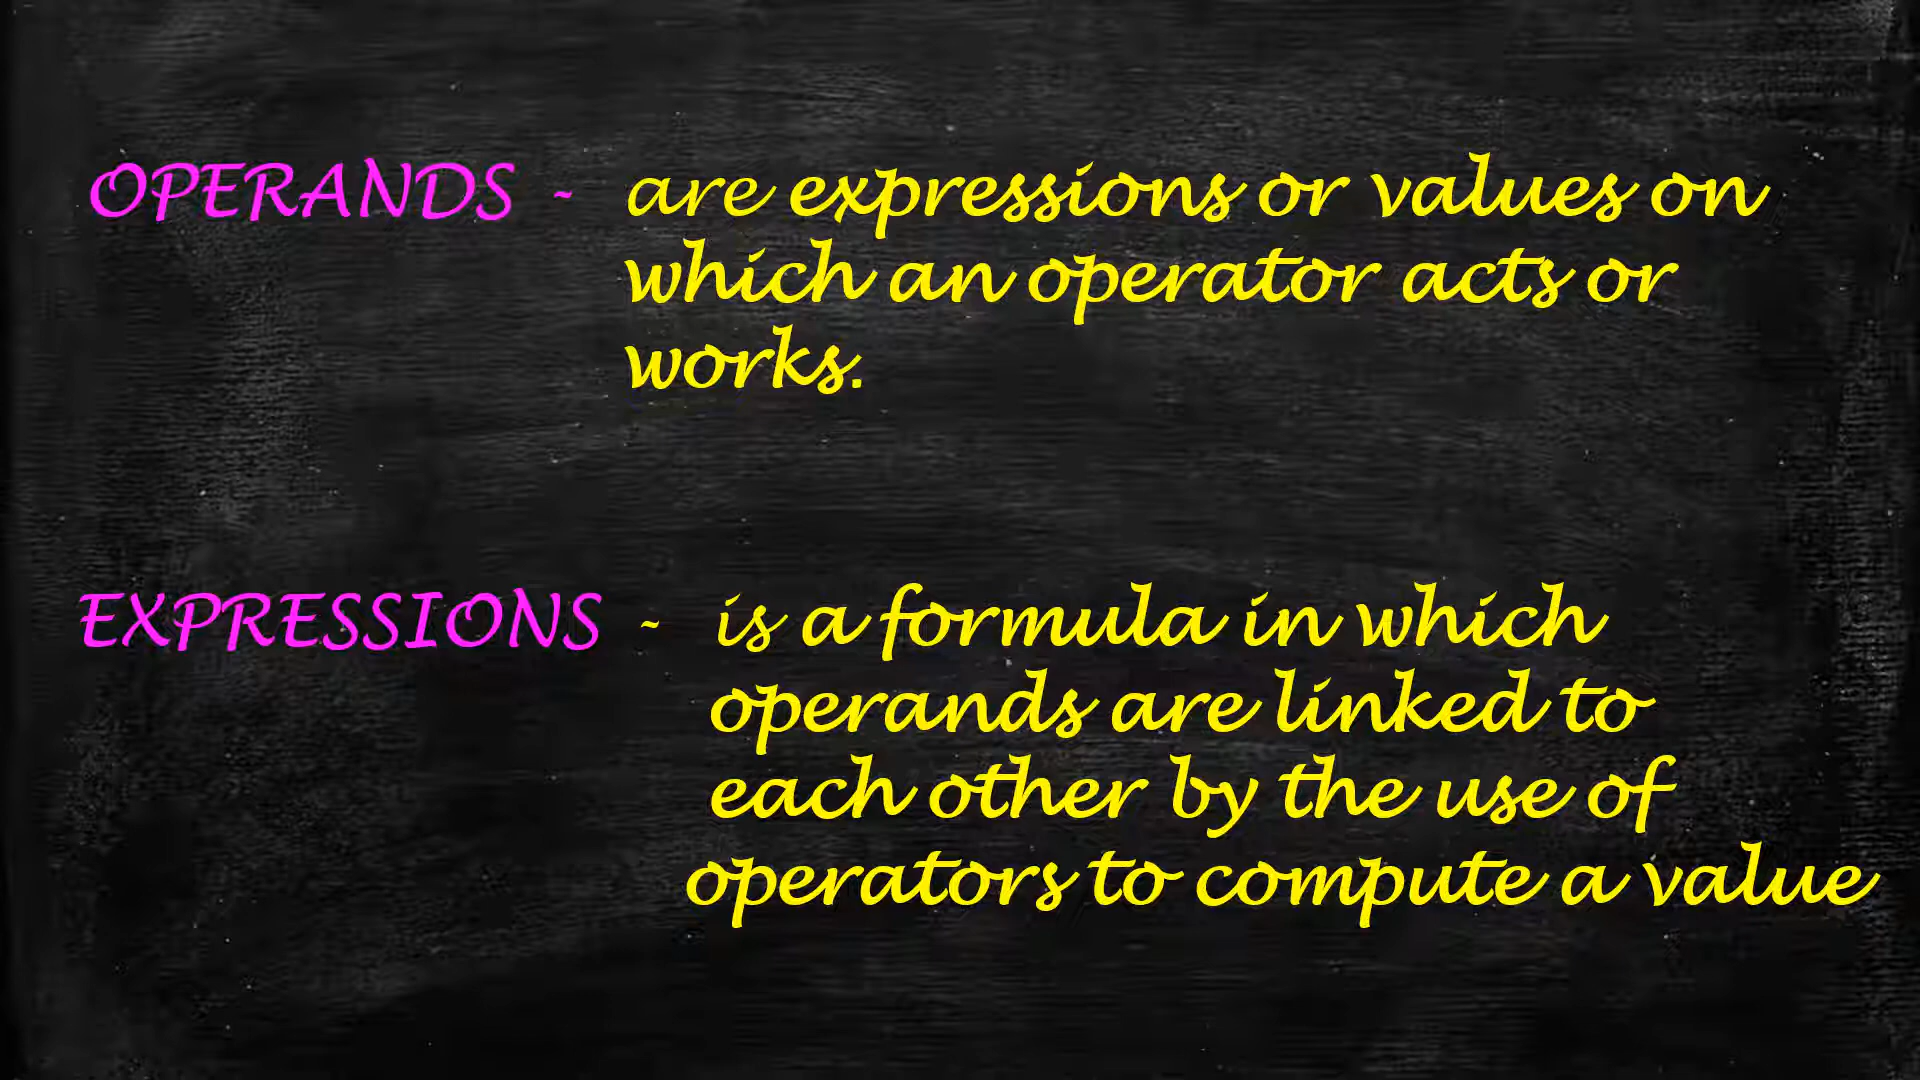 OPERANDS - are expressions or values on
which an operator acts or
works.
EXPRESSIONS - is a formula in which
operands are linked to
each other by the use of
operators to compute a value